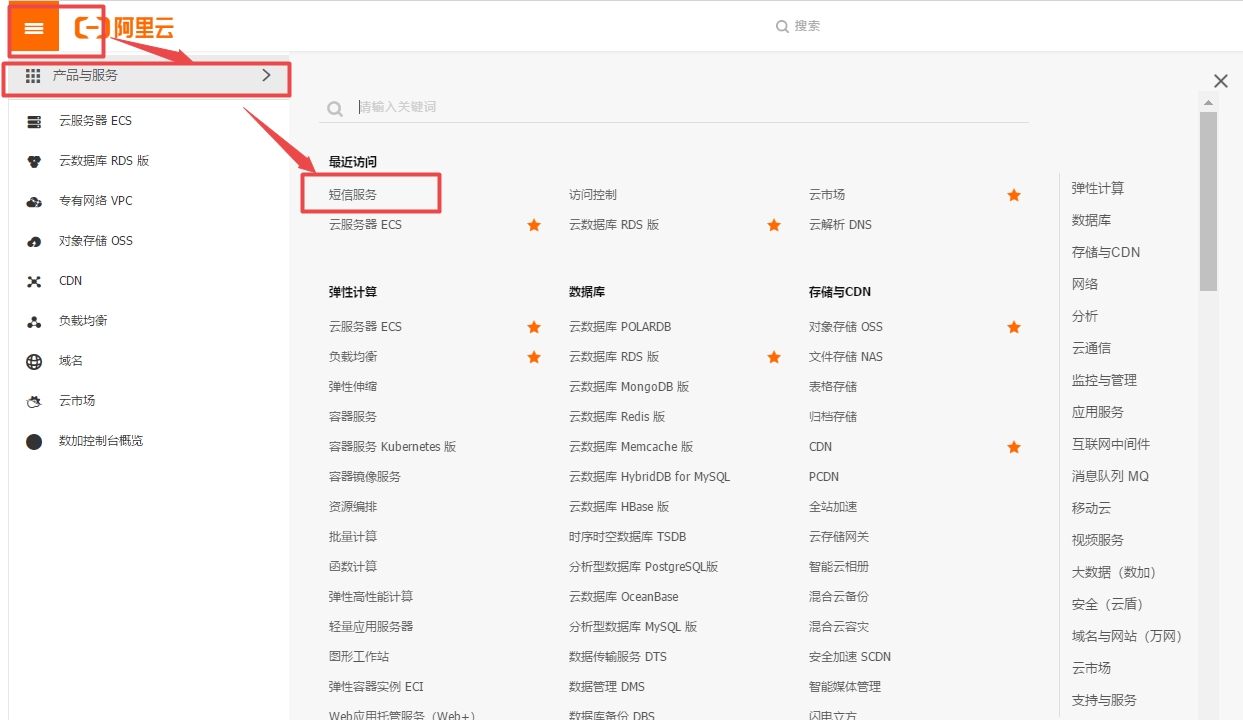 阿里云
搜索
产品与服务
云服务器 ECS
云数据库 RDS 版
专有网络 VPC
对象存储 OSS
CDN
负载均衡
域名
云市场
数加控制台概览
请输入关键词
最近访问
短信服务
访问控制
云市场
云服务器 ECS
云数据库 RDS 版
云解析 DNS
弹性计算
云服务器 ECS
负载均衡
弹性伸缩
容器服务
容器服务 Kubernetes 版
容器镜像服务
资源编排
批量计算
函数计算
弹性高性能计算
轻量应用服务器
图形工作站
弹性容器实例 ECI
Web应用托管服务（Web+）
数据库
云数据库 POLARDB
云数据库 RDS 版
云数据库 MongoDB 版
云数据库 Redis 版
云数据库 Memcache 版
云数据库 HybridDB for MySQL
云数据库 HBase 版
时序时空数据库 TSDB
分析型数据库 PostgreSQL版
云数据库 OceanBase
分析型数据库 MySQL 版
数据传输服务 DTS
数据管理 DMS
数据库备份 DBS
存储与CDN
对象存储 OSS
文件存储 NAS
表格存储
归档存储
CDN
PCDN
全站加速
云存储网关
智能云相册
混合云备份
混合云容灾
安全加速 SCDN
智能媒体管理
闪电立方
弹性计算
数据库
存储与CDN
网络
分析
云通信
监控与管理
应用服务
互联网中间件
消息队列 MQ
移动云
视频服务
大数据（数加）
安全（云盾）
域名与网站（万网）
云市场
支持与服务